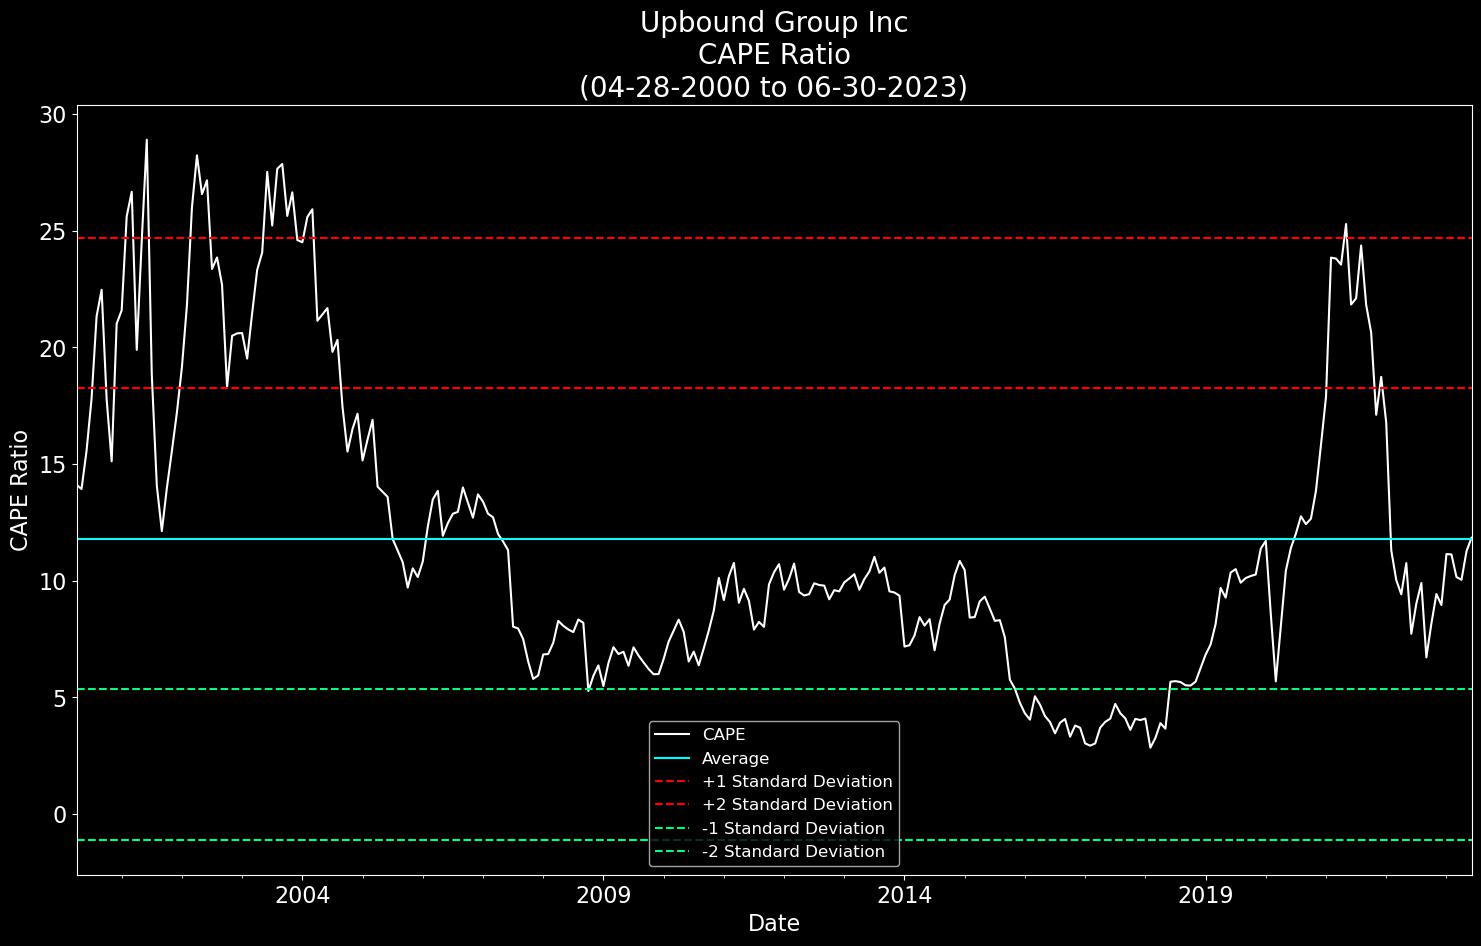 Upbound Group Inc
CAPE Ratio
(04-28-2000 to 06-30-2023)
30
25
20
15
10
5
0
CAPE Ratio
CAPE
Average
+1 Standard Deviation
+2 Standard Deviation
-1 Standard Deviation
-2 Standard Deviation
2004 2009 2014 2019
Date